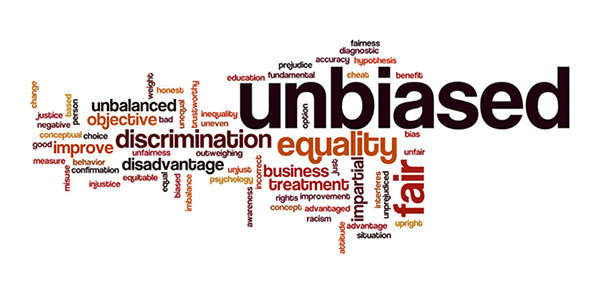 fairness
diagnostic
prejudice
accuracy
hypothesis
education
fundamental
cheat
benefit
unbiased
option
change
justice
based
person
weight
honest
unbalanced
negative
objective
bad
unequal
trustworthy
inequality
uneven
conceptual
choice
discrimination
equality
bias
good
improve
unfairness
outweighing
just
unfair
measure
behavior
disadvantage
misuse
confirmation
equitable
equal
biased
imbalance
unjust
psychology
incorrect
business
treatment
impartial
interferes
unprejudiced
fair
injustice
awareness
rights
improvement
concept
advantaged
racism
attitude
advantage
situation
upright